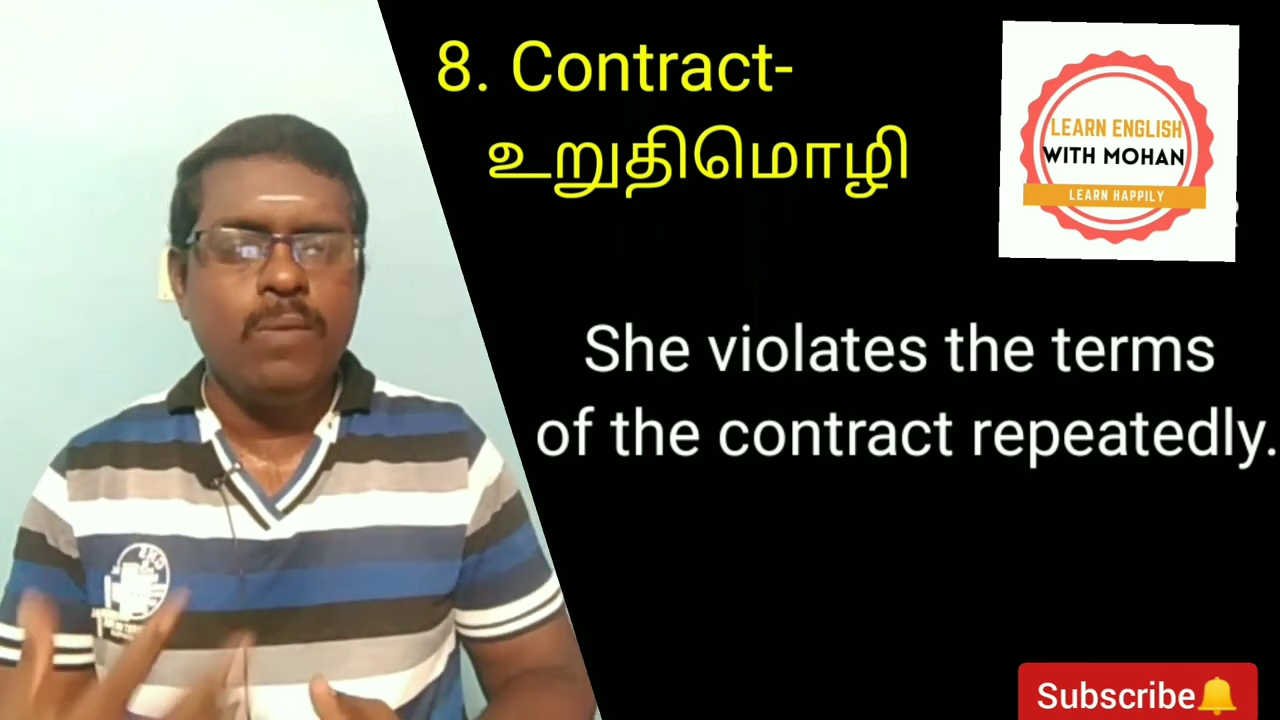 8. Contract-
உறுதிமொழி
LEARN ENGLISH
WITH MOHAN
LEARN HAPPILY
She violates the terms
of the contract repeatedly.
Subscribe